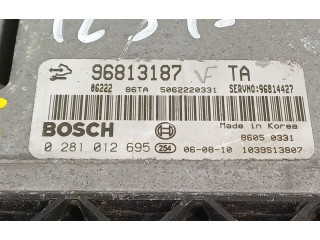 96813187 VF TA
06222 86TA 5062220331 SERVNO:96814427
Made in Korea
BOSCH 8605 0331
0 281 012 695 254 06-08-10 1039S13807